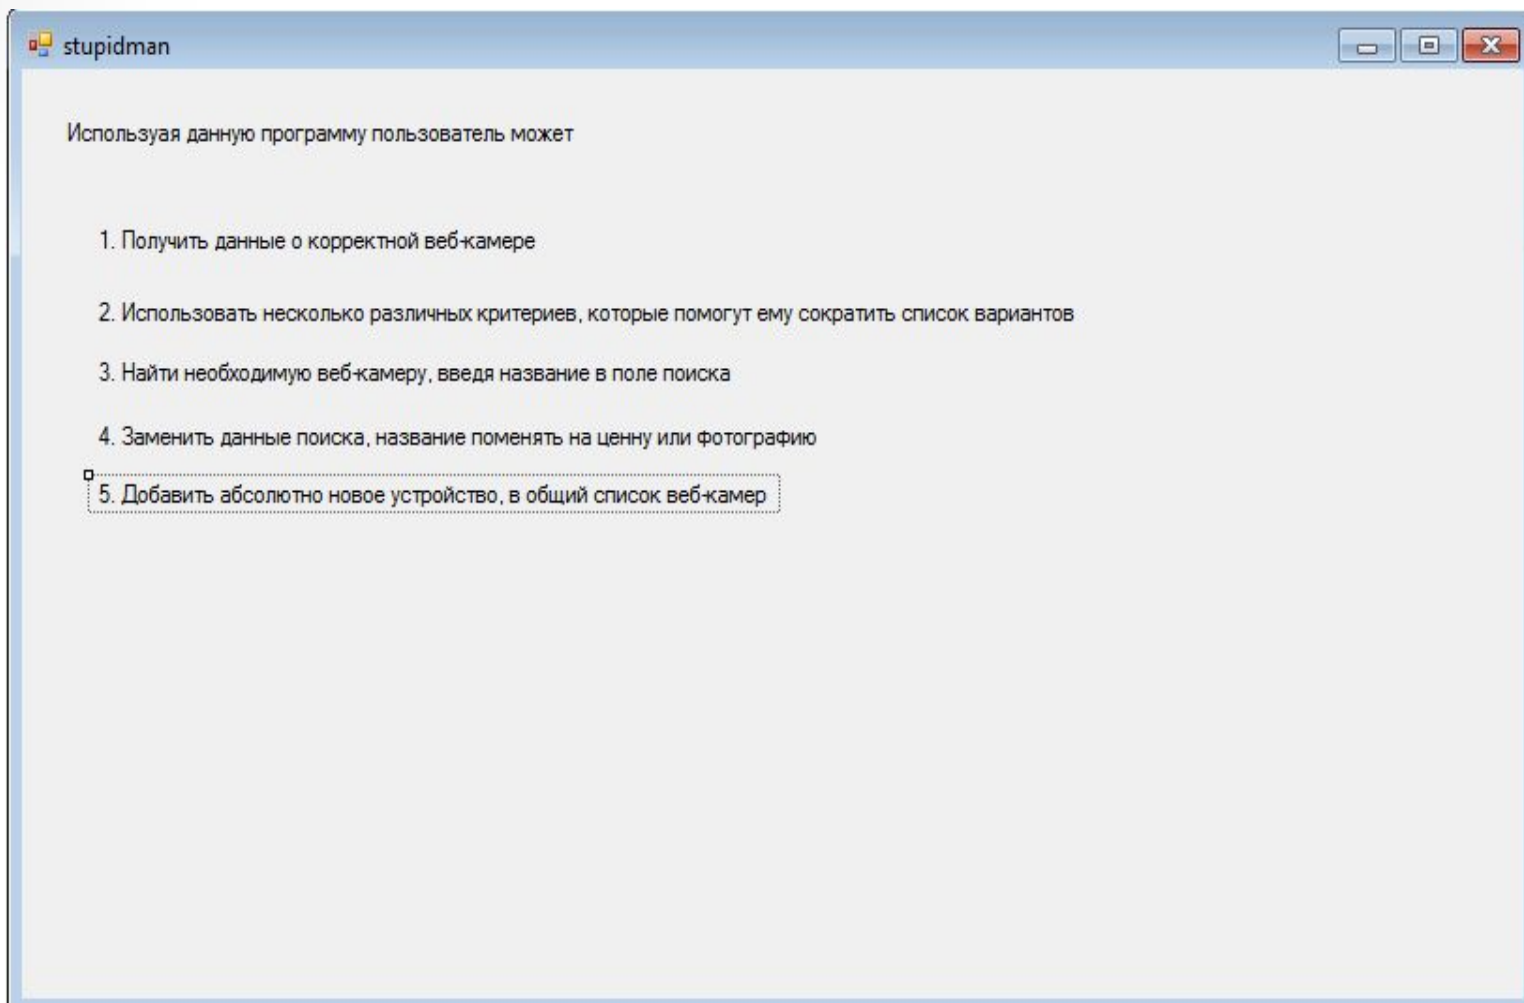 stupidman
Используая данную программу пользователь может
1. Получить данные о корректной веб-камере
2. Использовать несколько различных критериев, которые помогут ему сократить список вариантов
3. Найти необходимую веб-камеру, введя название в поле поиска
4. Заменить данные поиска, название поменять на ценну или фотографию
5. Добавить абсолютно новое устройство, в общий список веб-камер